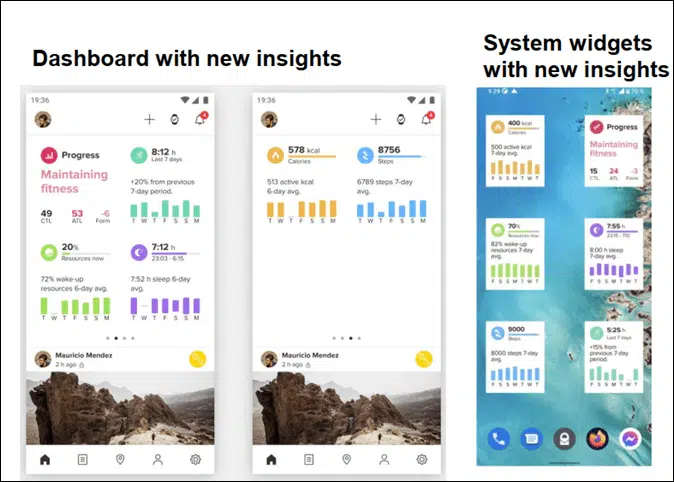 Dashboard with new insights
19:36
4
Progress
Maintaining
fitness
49 53 -6
CTL ATL Form
8:12 h
Last 7 days
+20% from previous
7-day period.
T W T F S S M
20%
Resources now
72% wake-up
resources 6-day avg.
T W T F S S M
7:12 h
23:03 - 6:15
7:52 h sleep 6-day
avg.
T W T F S S M
Mauricio Mendez
2 h ago
19:36
4
578 kcal
Calories
513 active kcal
6-day avg.
T W T F S S M
8756
Steps
6789 steps 7-day
avg.
T W T F S S M
Mauricio Mendez
2 h ago
System widgets
with new insights
70%
400 kcal
Calories
500 active kcal
7-day avg.
F S S M T W T
Progress
Maintaining
fitness
15 24 -3
CTL ATL Form
70%
Resources now
82% wake-up
resources 7-day avg.
F S S M T W T
7:55 h
8:00 h sleep
7-day avg.
F S S M T W T
9000
Steps
8000 steps 7-day
avg.
F S S M T W T
5:25 h
Last 7 days
+15% from
previous 7-day
period.
F S S M T W T